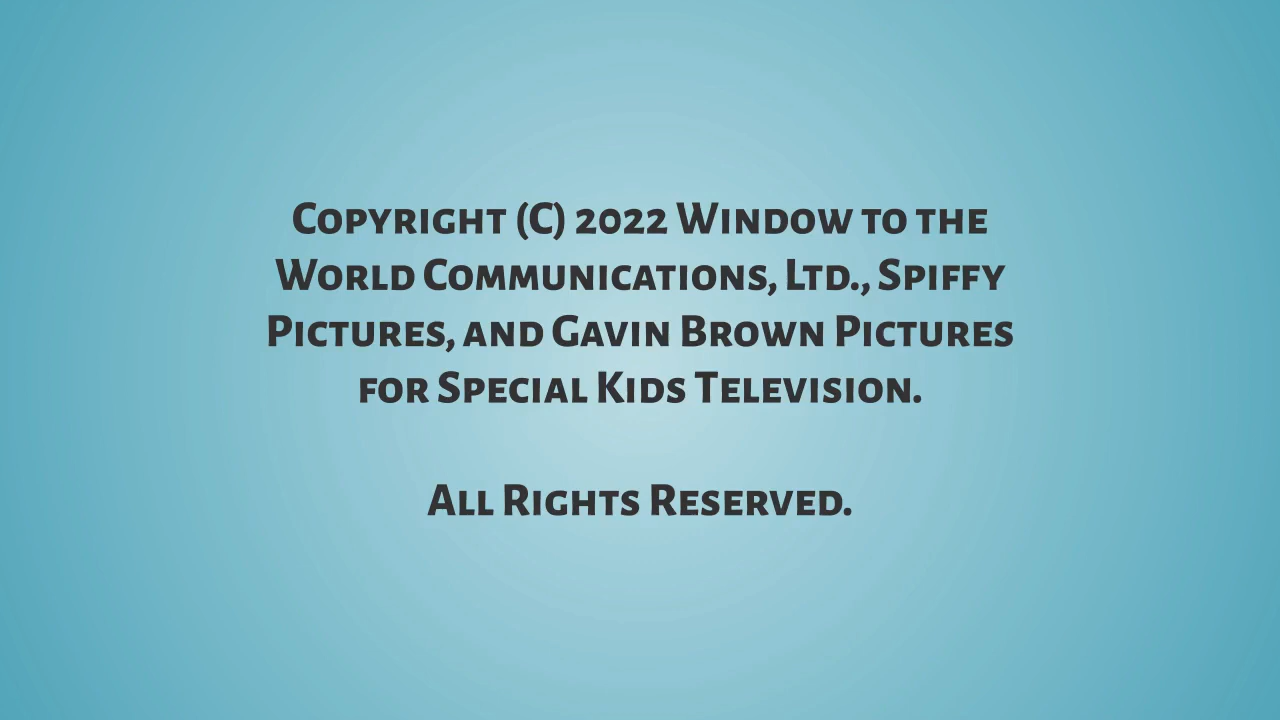 Copyright (C) 2022 Window to the
World Communications, Ltd., Spiffy
Pictures, and Gavin Brown Pictures
for Special Kids Television.
All Rights Reserved.